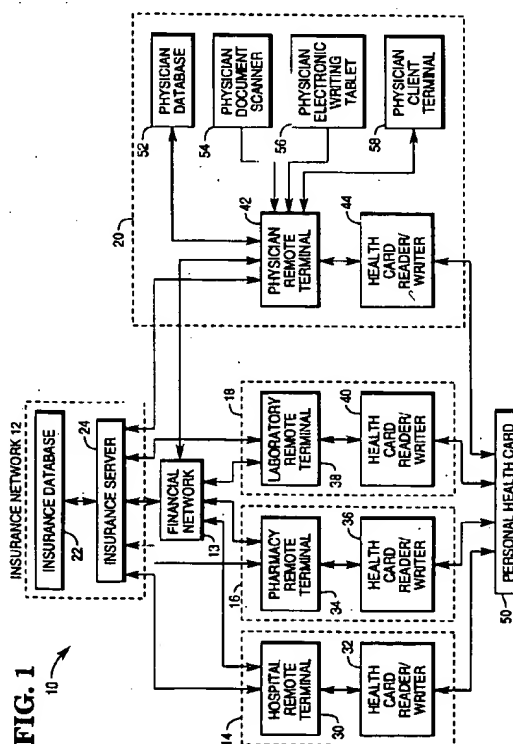 FIG. 1
10
INSURANCE NETWORK 12
INSURANCE DATABASE
22
INSURANCE SERVER
24
FINANCIAL
NETWORK
13
14
HOSPITAL
REMOTE
TERMINAL
30
HEALTH
CARD
READER/
WRITER
32
16
PHARMACY
REMOTE
TERMINAL
34
HEALTH
CARD
READER/
WRITER
36
18
LABORATORY
REMOTE
TERMINAL
38
HEALTH
CARD
READER/
WRITER
40
20
PHYSICIAN
REMOTE
TERMINAL
42
HEALTH
CARD
READER/
WRITER
44
PHYSICIAN
DATABASE
52
PHYSICIAN
DOCUMENT
SCANNER
54
PHYSICIAN
ELECTRONIC
WRITING
TABLET
56
PHYSICIAN
CLIENT
TERMINAL
58
PERSONAL HEALTH CARD
50